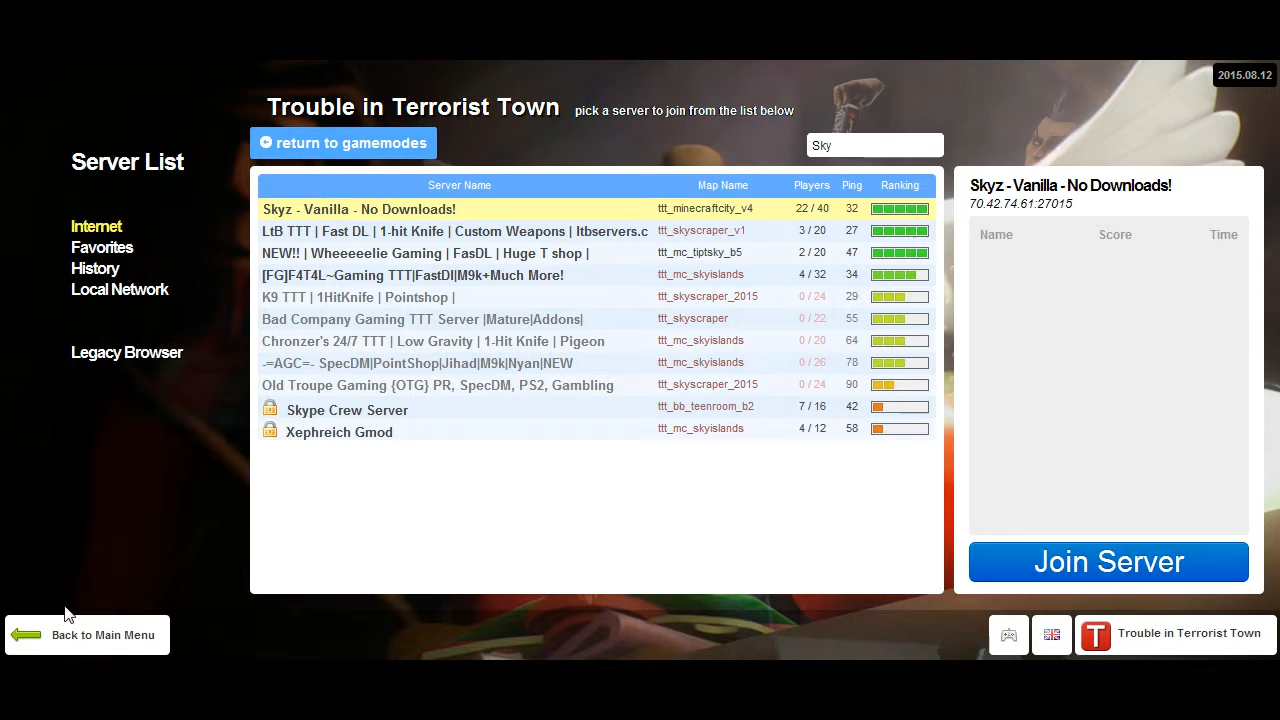 2015.08.12
Trouble in Terrorist Town pick a server to join from the list below
return to gamemodes
Sky
Server List
Internet
Favorites
History
Local Network
Legacy Browser
Server Name Map Name Players Ping Ranking
Skyz - Vanilla - No Downloads! ttt_minecraftcity_v4 22 / 40 32
LtB TTT | Fast DL | 1-hit Knife | Custom Weapons | ltbservers.c ttt_skyscraper_v1 3 / 20 27
NEW!! | Wheeeeelie Gaming | FasDL | Huge T shop | ttt_mc_tiptsky_b5 2 / 20 47
[FG]F4T4L~Gaming TTT|FastDl|M9k+Much More! ttt_mc_skyislands 4 / 32 34
K9 TTT | 1HitKnife | Pointshop | ttt_skyscraper_2015 0 / 24 29
Bad Company Gaming TTT Server |Mature|Addons| ttt_skyscraper 0 / 22 55
Chronzer's 24/7 TTT | Low Gravity | 1-Hit Knife | Pigeon ttt_mc_skyislands 0 / 20 64
-=AGC=- SpecDM|PointShop|Jihad|M9k|Nyan|NEW ttt_mc_skyislands 0 / 26 78
Old Troupe Gaming {OTG} PR, SpecDM, PS2, Gambling ttt_skyscraper_2015 0 / 24 90
Skype Crew Server ttt_bb_teenroom_b2 7 / 16 42
Xephreich Gmod ttt_mc_skyislands 4 / 12 58
Skyz - Vanilla - No Downloads!
70.42.74.61:27015
Name Score Time
Join Server
Back to Main Menu
T Trouble in Terrorist Town